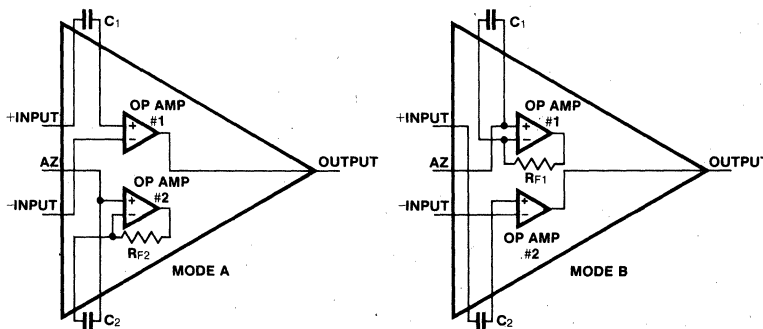 C1
OP AMP
#1
+INPUT
AZ
OP AMP
#2
OUTPUT
-INPUT
RF2
MODE A
C2
C1
OP AMP
#1
+INPUT
AZ
RF1
OUTPUT
-INPUT
OP AMP
#2
MODE B
C2